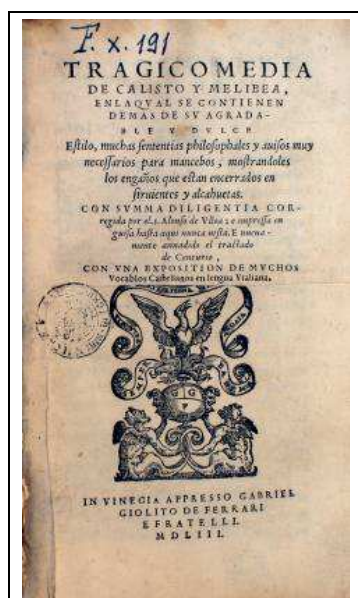 F. x. 191
TRAGICOMEDIA
DE CALISTO Y MELIBEA,
ENLAQVAL SE CONTIENEN
DEMAS DE SV AGRADA-
BLE Y DVLCE
Estilo, muchas sententias philosophales y auisos muy
necessarios para mancebos, mostrandoles
los engaños que estan encerrados en
siruientes y alcahuetas.
CON SVMMA DILIGENTIA COR-
regida por el. s. Alonso de Vlloa: e impressa en
guisa hasta aqui nunca uista. E nueua-
mente annadido el tractado
de Centurio,
CON VNA EXPOSITION DE MVCHOS
Vocablos Castellanos en lengua Ytaliana,
G G
F
IN VINEGIA APPRESSO GABRIEL
GIOLITO DE FERRARI
E FRATELLI.
MDLIII.